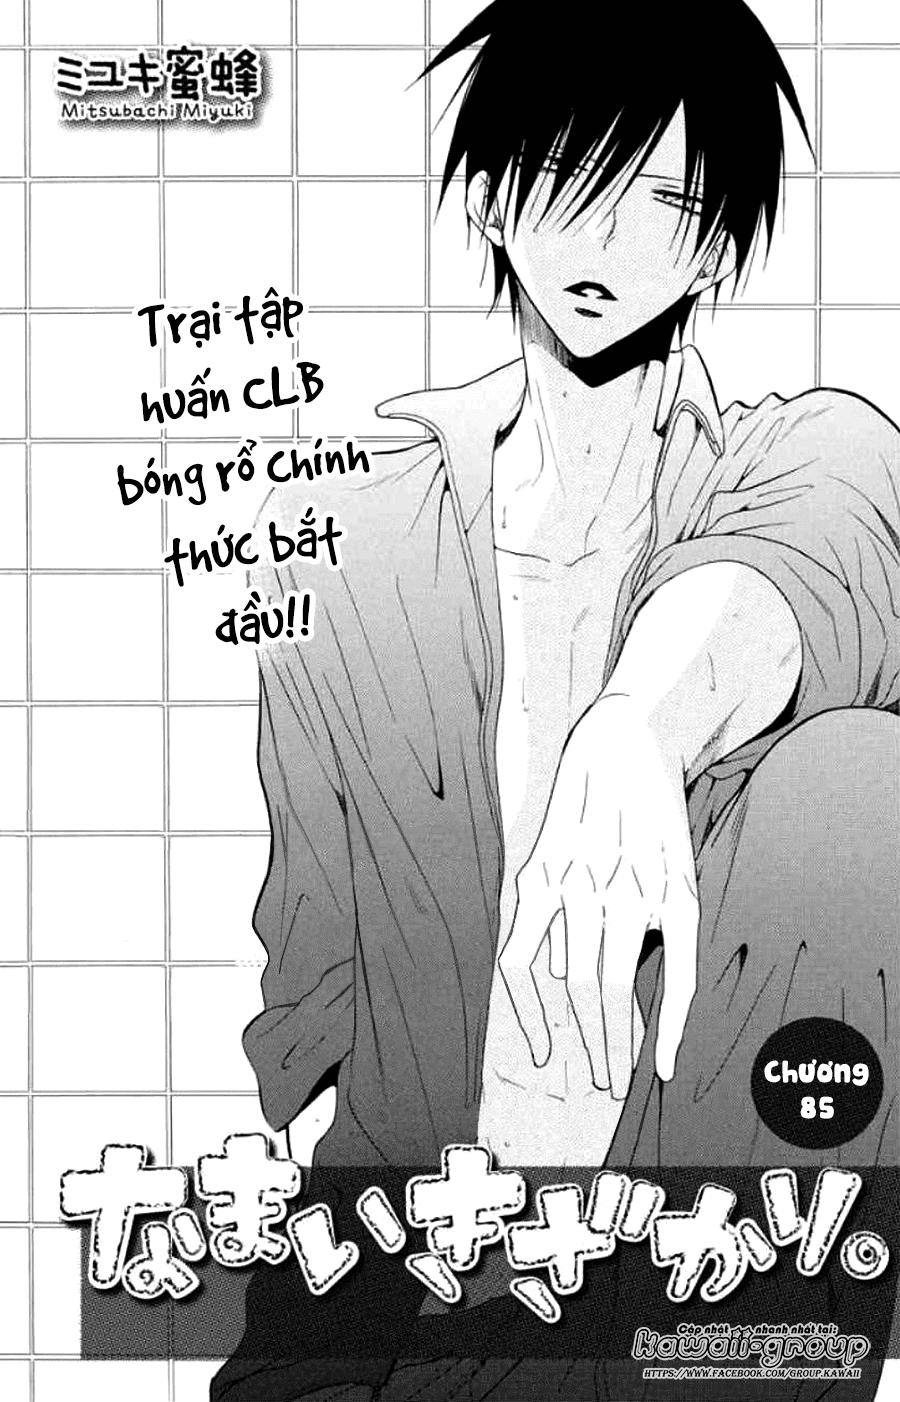 ミユキ蜜蜂
Mitsubachi Miyuki
Trại tập
huấn CLB
bóng rổ chính
thức bắt
đầu!!
Chương
85
なまいきざかり。
Cập nhật nhanh nhất tại:
kawaii-group
HTTPS://WWW.FACEBOOK.COM/GROUP.KAWAII